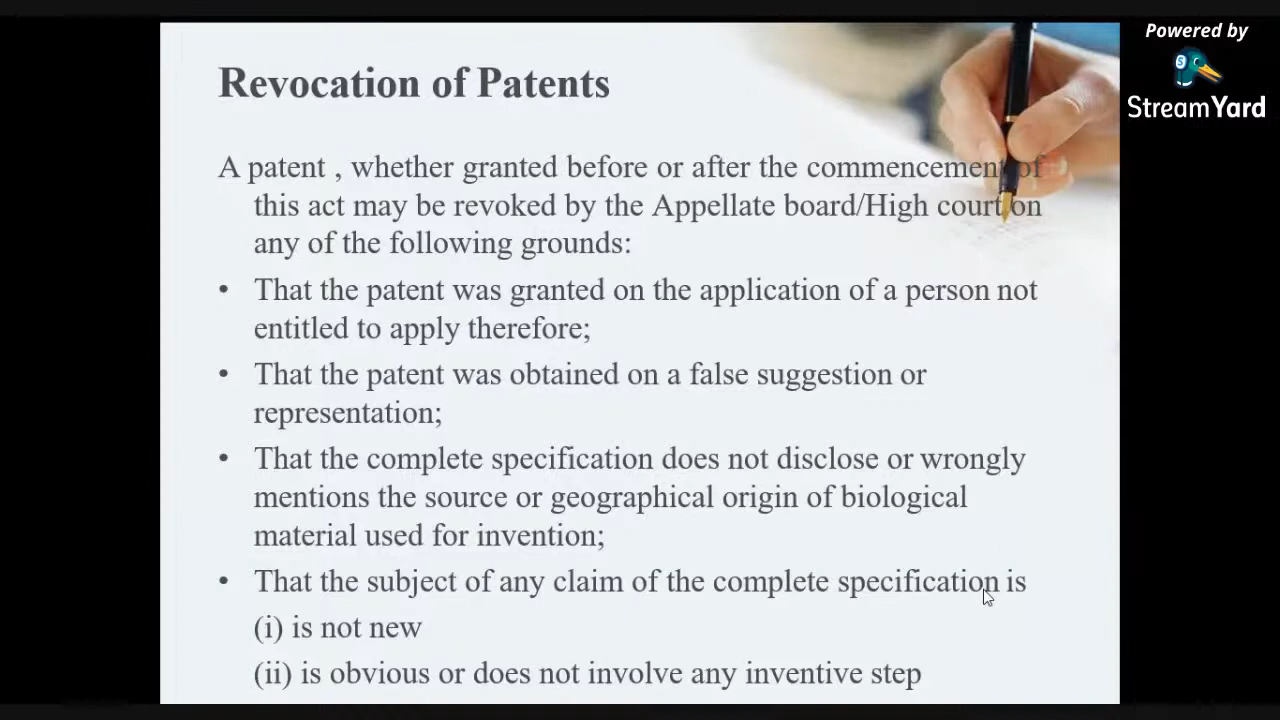 Powered by
StreamYard
Revocation of Patents
A patent , whether granted before or after the commencement of
this act may be revoked by the Appellate board/High court on
any of the following grounds:
• That the patent was granted on the application of a person not
entitled to apply therefore;
• That the patent was obtained on a false suggestion or
representation;
• That the complete specification does not disclose or wrongly
mentions the source or geographical origin of biological
material used for invention;
• That the subject of any claim of the complete specification is
(i) is not new
(ii) is obvious or does not involve any inventive step